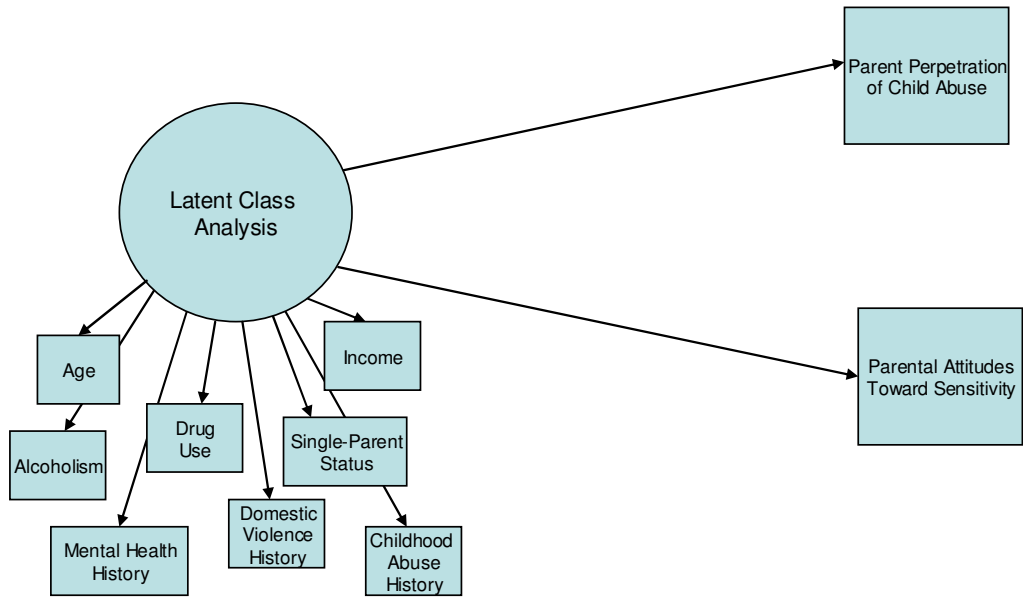 Parent Perpetration
of Child Abuse
Latent Class
Analysis
Age
Income
Parental Attitudes
Toward Sensitivity
Alcoholism
Drug
Use
Single-Parent
Status
Mental Health
History
Domestic
Violence
History
Childhood
Abuse
History